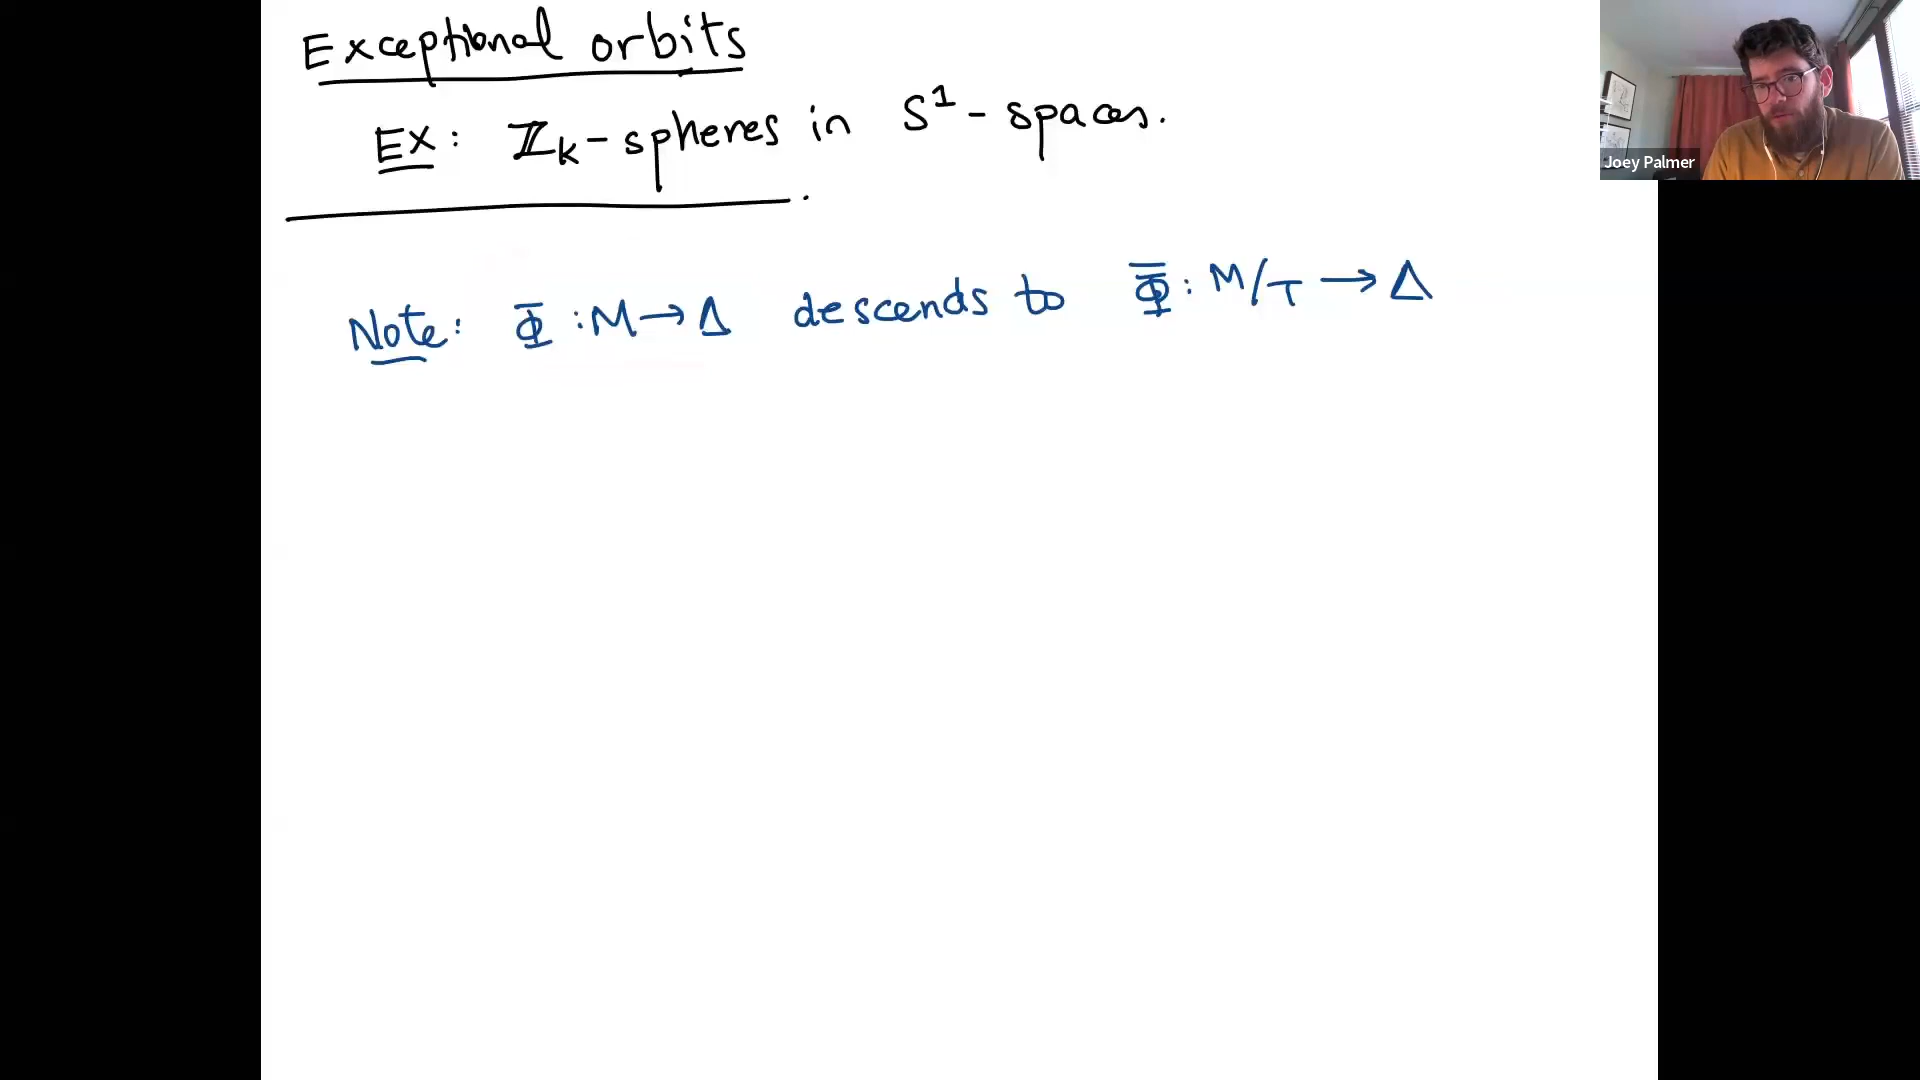 Exceptional orbits
Ex: ℤₖ-spheres in S¹-spaces.
Joey Palmer
Note: Φ : M → Δ descends to Φ̅ : M/T → Δ